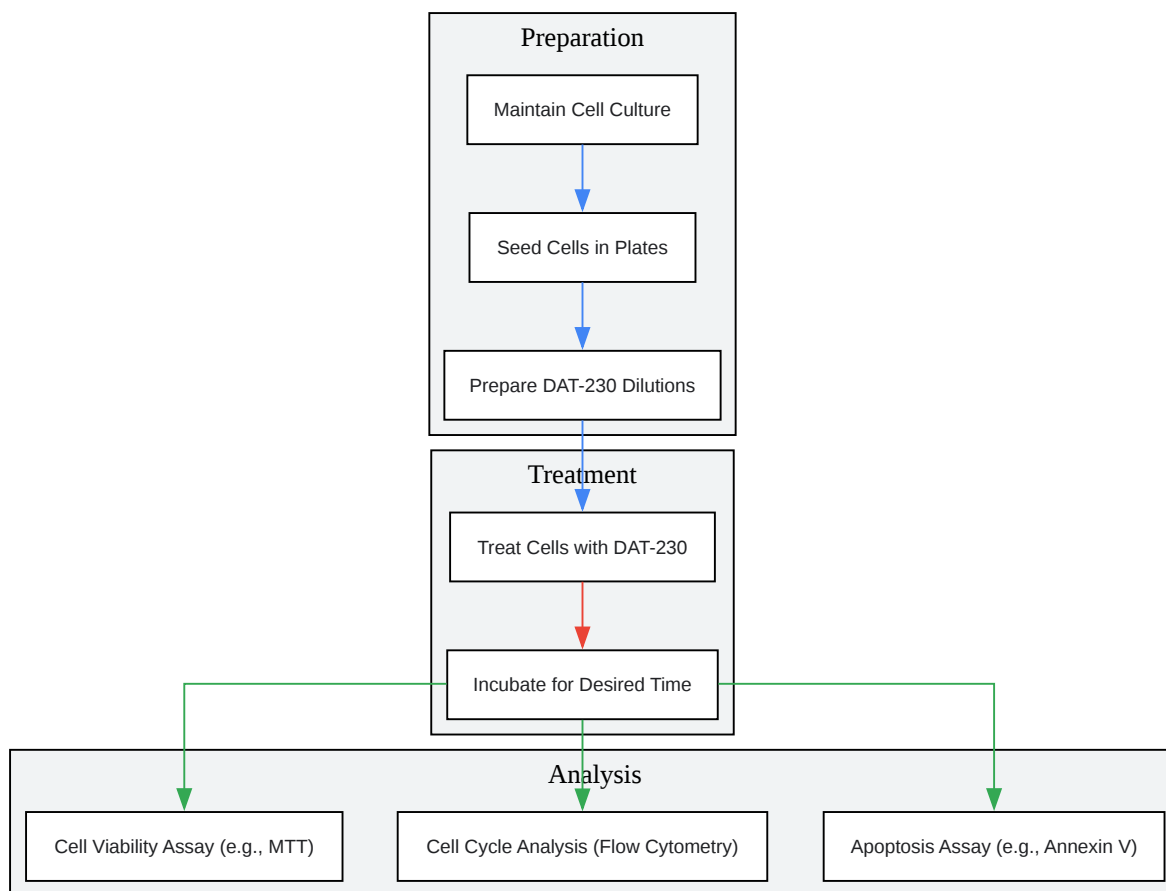 Preparation
Maintain Cell Culture
Seed Cells in Plates
Prepare DAT-230 Dilutions
Treatment
Treat Cells with DAT-230
Incubate for Desired Time
Analysis
Cell Viability Assay (e.g., MTT)
Cell Cycle Analysis (Flow Cytometry)
Apoptosis Assay (e.g., Annexin V)